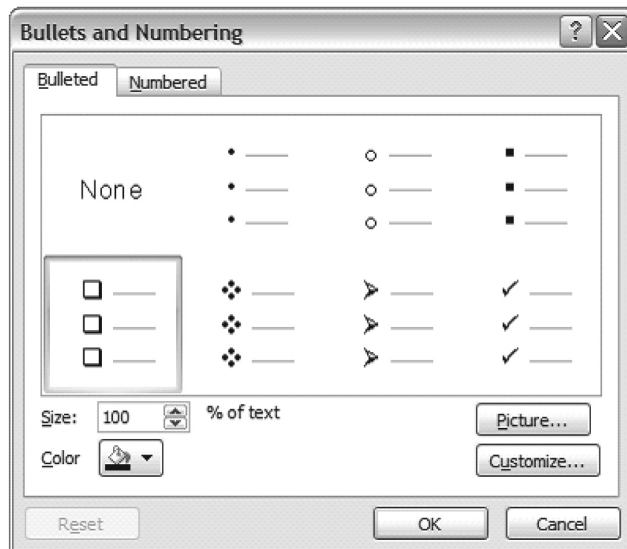 Bullets and Numbering
Bulleted Numbered
None
Size: 100 % of text
Picture...
Color
Customize...
Reset OK Cancel